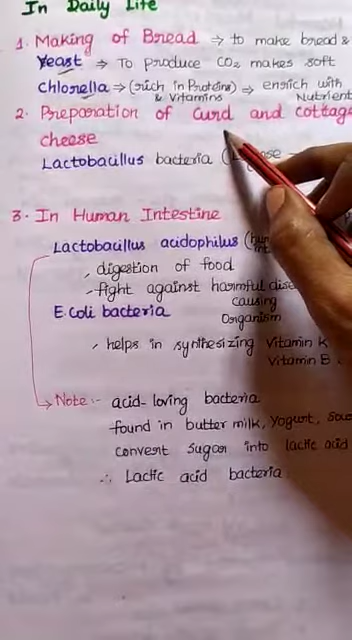 In Daily Life
1. Making of Bread → to make bread &
Yeast → To produce CO2 makes soft
Chlorella → (rich in Proteins → enrich with
& Vitamins Nutrient
2. Preparation of curd and cottage
cheese
Lactobacillus bacteria (
3. In Human Intestine
Lactobacillus acidophilus (
digestion of food
fight against harmful dise
causing
Organism
E.Coli bacteria
helps in synthesizing Vitamin K
Vitamin B
Note :- acid-loving bacteria
found in butter milk, yogurt, Sou
convert sugar into lactic acid
∴ Lactic acid bacteria